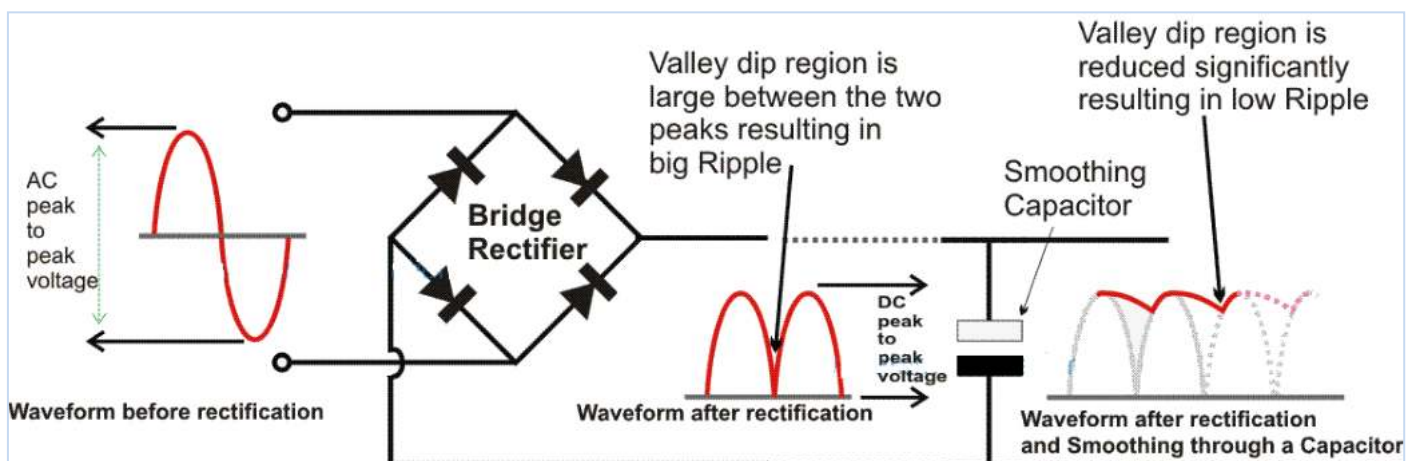 Valley dip region is
large between the two
peaks resulting in
big Ripple
Valley dip region is
reduced significantly
resulting in low Ripple
AC
peak
to
peak
voltage
Bridge
Rectifier
Smoothing
Capacitor
DC
peak
to
peak
voltage
Waveform before rectification
Waveform after rectification
Waveform after rectification
and Smoothing through a Capacitor